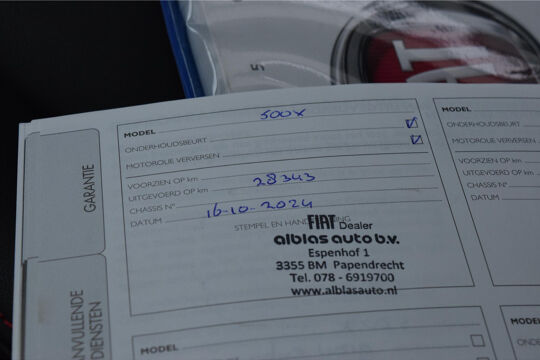 MODEL 500X
ONDERHOUDSBEURT
MOTOROLIE VERVERSEN
VOORZIEN OP km.
UITGEVOERD OP km. 28343
CHASSIS N°
DATUM 16-10-2024
STEMPEL EN HANDTEKENING
FIAT Dealer
alblas auto b.v.
Espenhof 1
3355 BM Papendrecht
Tel. 078 - 6919700
www.alblasauto.nl
GARANTIE
DIENSTEN
MODEL
ONDERHOUDSBEURT
MOTOROLIE VERVERSEN
VOORZIEN OP km.
UITGEVOERD OP km.
CHASSIS N°
DATUM
MODEL